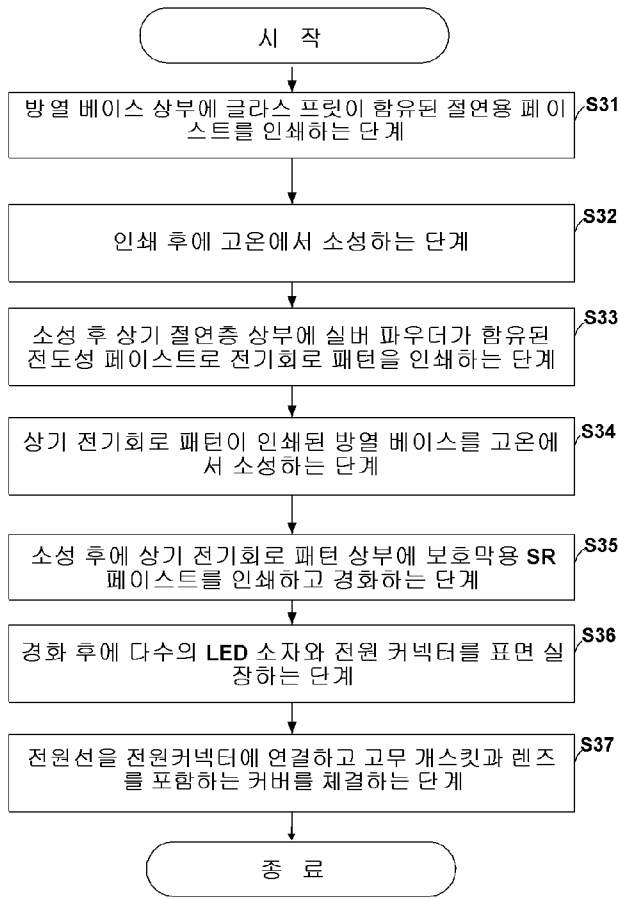 시 작
방열 베이스 상부에 글라스 프릿이 함유된 절연용 페이
스트를 인쇄하는 단계
S31
인쇄 후에 고온에서 소성하는 단계
S32
소성 후 상기 절연층 상부에 실버 파우더가 함유된
전도성 페이스트로 전기회로 패턴을 인쇄하는 단계
S33
상기 전기회로 패턴이 인쇄된 방열 베이스를 고온에
서 소성하는 단계
S34
소성 후에 상기 전기회로 패턴 상부에 보호막용 SR
페이스트를 인쇄하고 경화하는 단계
S35
경화 후에 다수의 LED 소자와 전원 커넥터를 표면 실
장하는 단계
S36
전원선을 전원커넥터에 연결하고 고무 개스킷과 렌즈
를 포함하는 커버를 체결하는 단계
S37
종 료